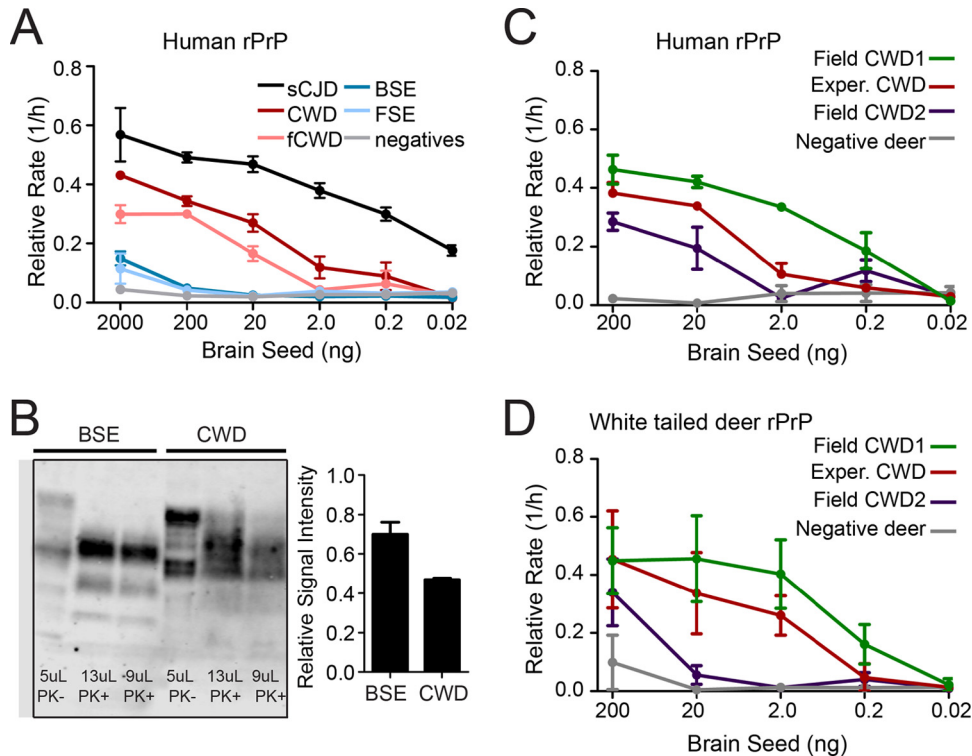 A
Human rPrP
Relative Rate (1/h)
0.8
0.6
0.4
0.2
0.0
sCJD
CWD
fCWD
BSE
FSE
negatives
2000 200 20 2.0 0.2 0.02
Brain Seed (ng)
B
BSE CWD
5uL 13uL 9uL 5uL 13uL 9uL
PK- PK+ PK+ PK- PK+ PK+
Relative Signal Intensity
1.0
0.8
0.6
0.4
0.2
0.0
BSE CWD
C
Human rPrP
Relative Rate (1/h)
0.8
0.6
0.4
0.2
0.0
Field CWD1
Exper. CWD
Field CWD2
Negative deer
200 20 2.0 0.2 0.02
Brain Seed (ng)
D
White tailed deer rPrP
Relative Rate (1/h)
0.8
0.6
0.4
0.2
0.0
Field CWD1
Exper. CWD
Field CWD2
Negative deer
200 20 2.0 0.2 0.02
Brain Seed (ng)